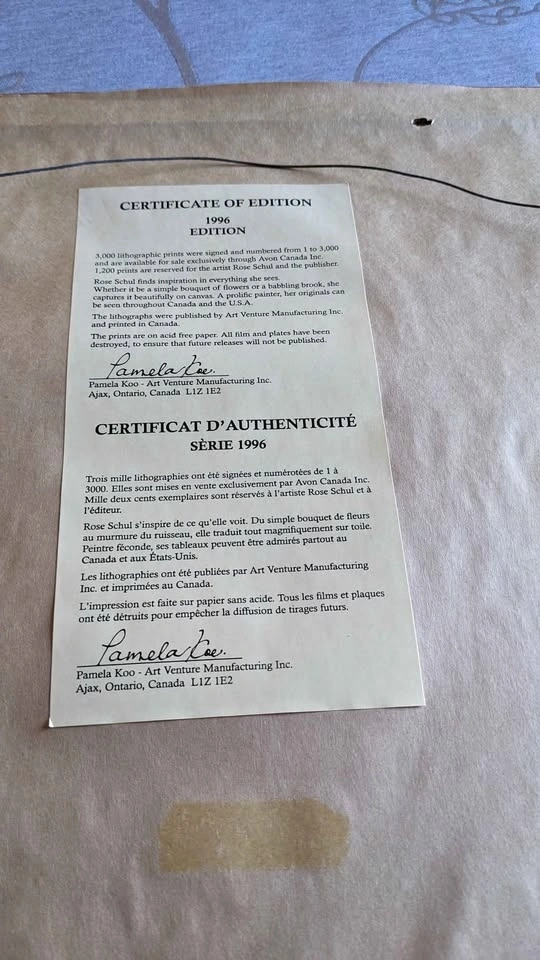 CERTIFICATE OF EDITION
1996
EDITION
3,000 lithographic prints were signed and numbered from 1 to 3,000
and are available for sale exclusively through Avon Canada Inc.
1,200 prints are reserved for the artist Rose Schul and the publisher.
Rose Schul finds inspiration in everything she sees.
Whether it be a simple bouquet of flowers or a babbling brook, she
captures it beautifully on canvas. A prolific painter, her originals can
be seen throughout Canada and the U.S.A.
The lithographs were published by Art Venture Manufacturing Inc.
and printed in Canada.
The prints are on acid free paper. All film and plates have been
destroyed, to ensure that future releases will not be published.
Pamela Koo.
Pamela Koo - Art Venture Manufacturing Inc.
Ajax, Ontario, Canada L1Z 1E2
CERTIFICAT D'AUTHENTICITÉ
SÈRIE 1996
Trois mille lithographies ont été signées et numérotées de 1 à
3000. Elles sont mises en vente exclusivement par Avon Canada Inc.
Mille deux cents exemplaires sont réservés à l'artiste Rose Schul et à
l'éditeur.
Rose Schul s'inspire de ce qu'elle voit. Du simple bouquet de fleurs
au murmure du ruisseau, elle traduit tout magnifiquement sur toile.
Peintre féconde, ses tableaux peuvent être admirés partout au
Canada et aux États-Unis.
Les lithographies ont été publiées par Art Venture Manufacturing
Inc. et imprimées au Canada.
L'impression est faite sur papier sans acide. Tous les films et plaques
ont été détruits pour empêcher la diffusion de tirages futurs.
Pamela Koo.
Pamela Koo - Art Venture Manufacturing Inc.
Ajax, Ontario, Canada L1Z 1E2